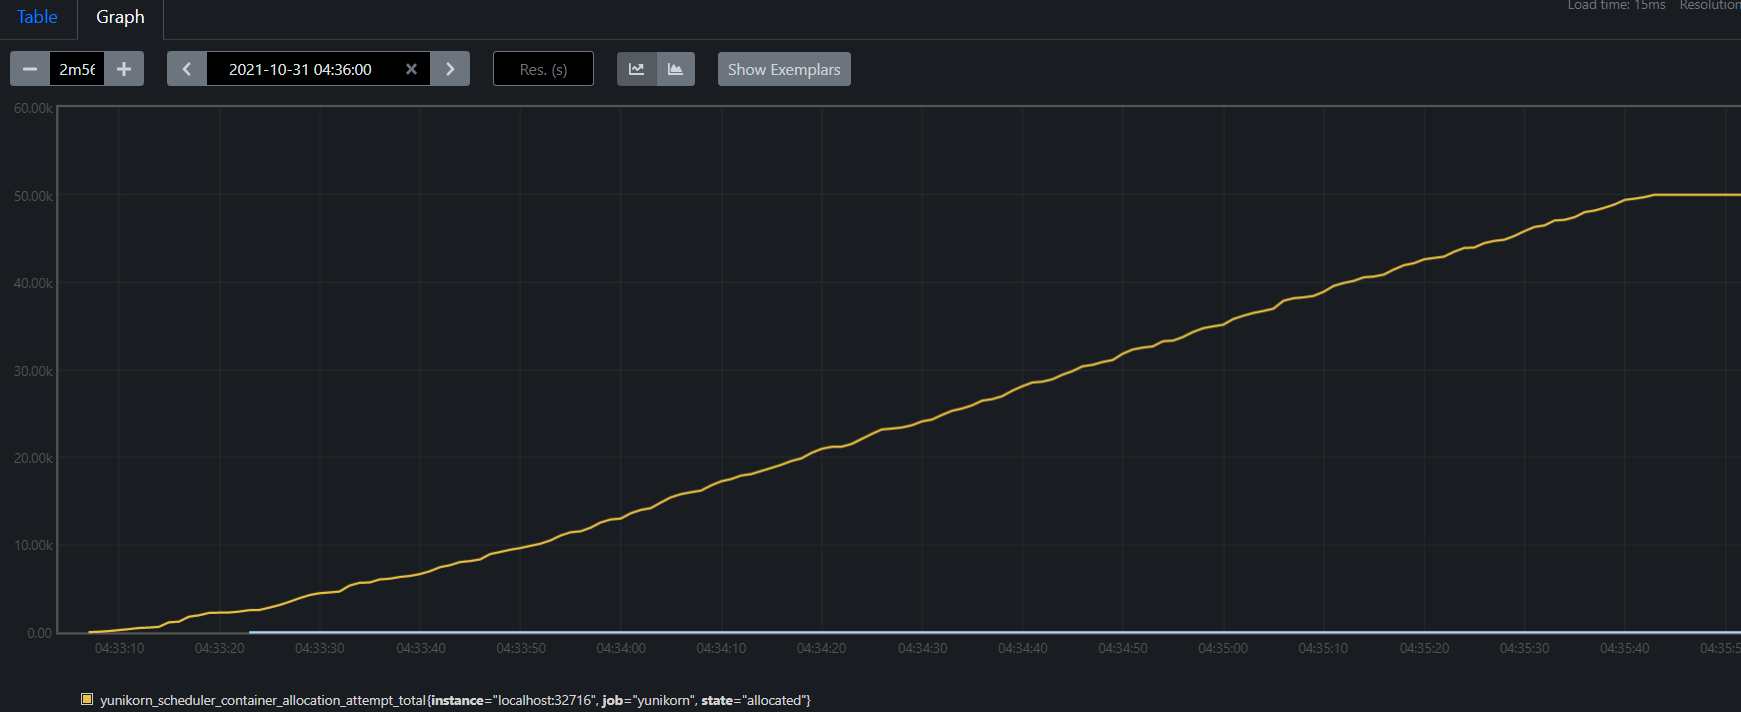 Load time: 15ms Resolution
Table Graph
2m56 2021-10-31 04:36:00 Res. (s) Show Exemplars
60.00k
50.00k
40.00k
30.00k
20.00k
10.00k
0.00
04:33:10 04:33:20 04:33:30 04:33:40 04:33:50 04:34:00 04:34:10 04:34:20 04:34:30 04:34:40 04:34:50 04:35:00 04:35:10 04:35:20 04:35:30 04:35:40 04:35:5
yunikorn_scheduler_container_allocation_attempt_total{instance="localhost:32716", job="yunikorn", state="allocated"}